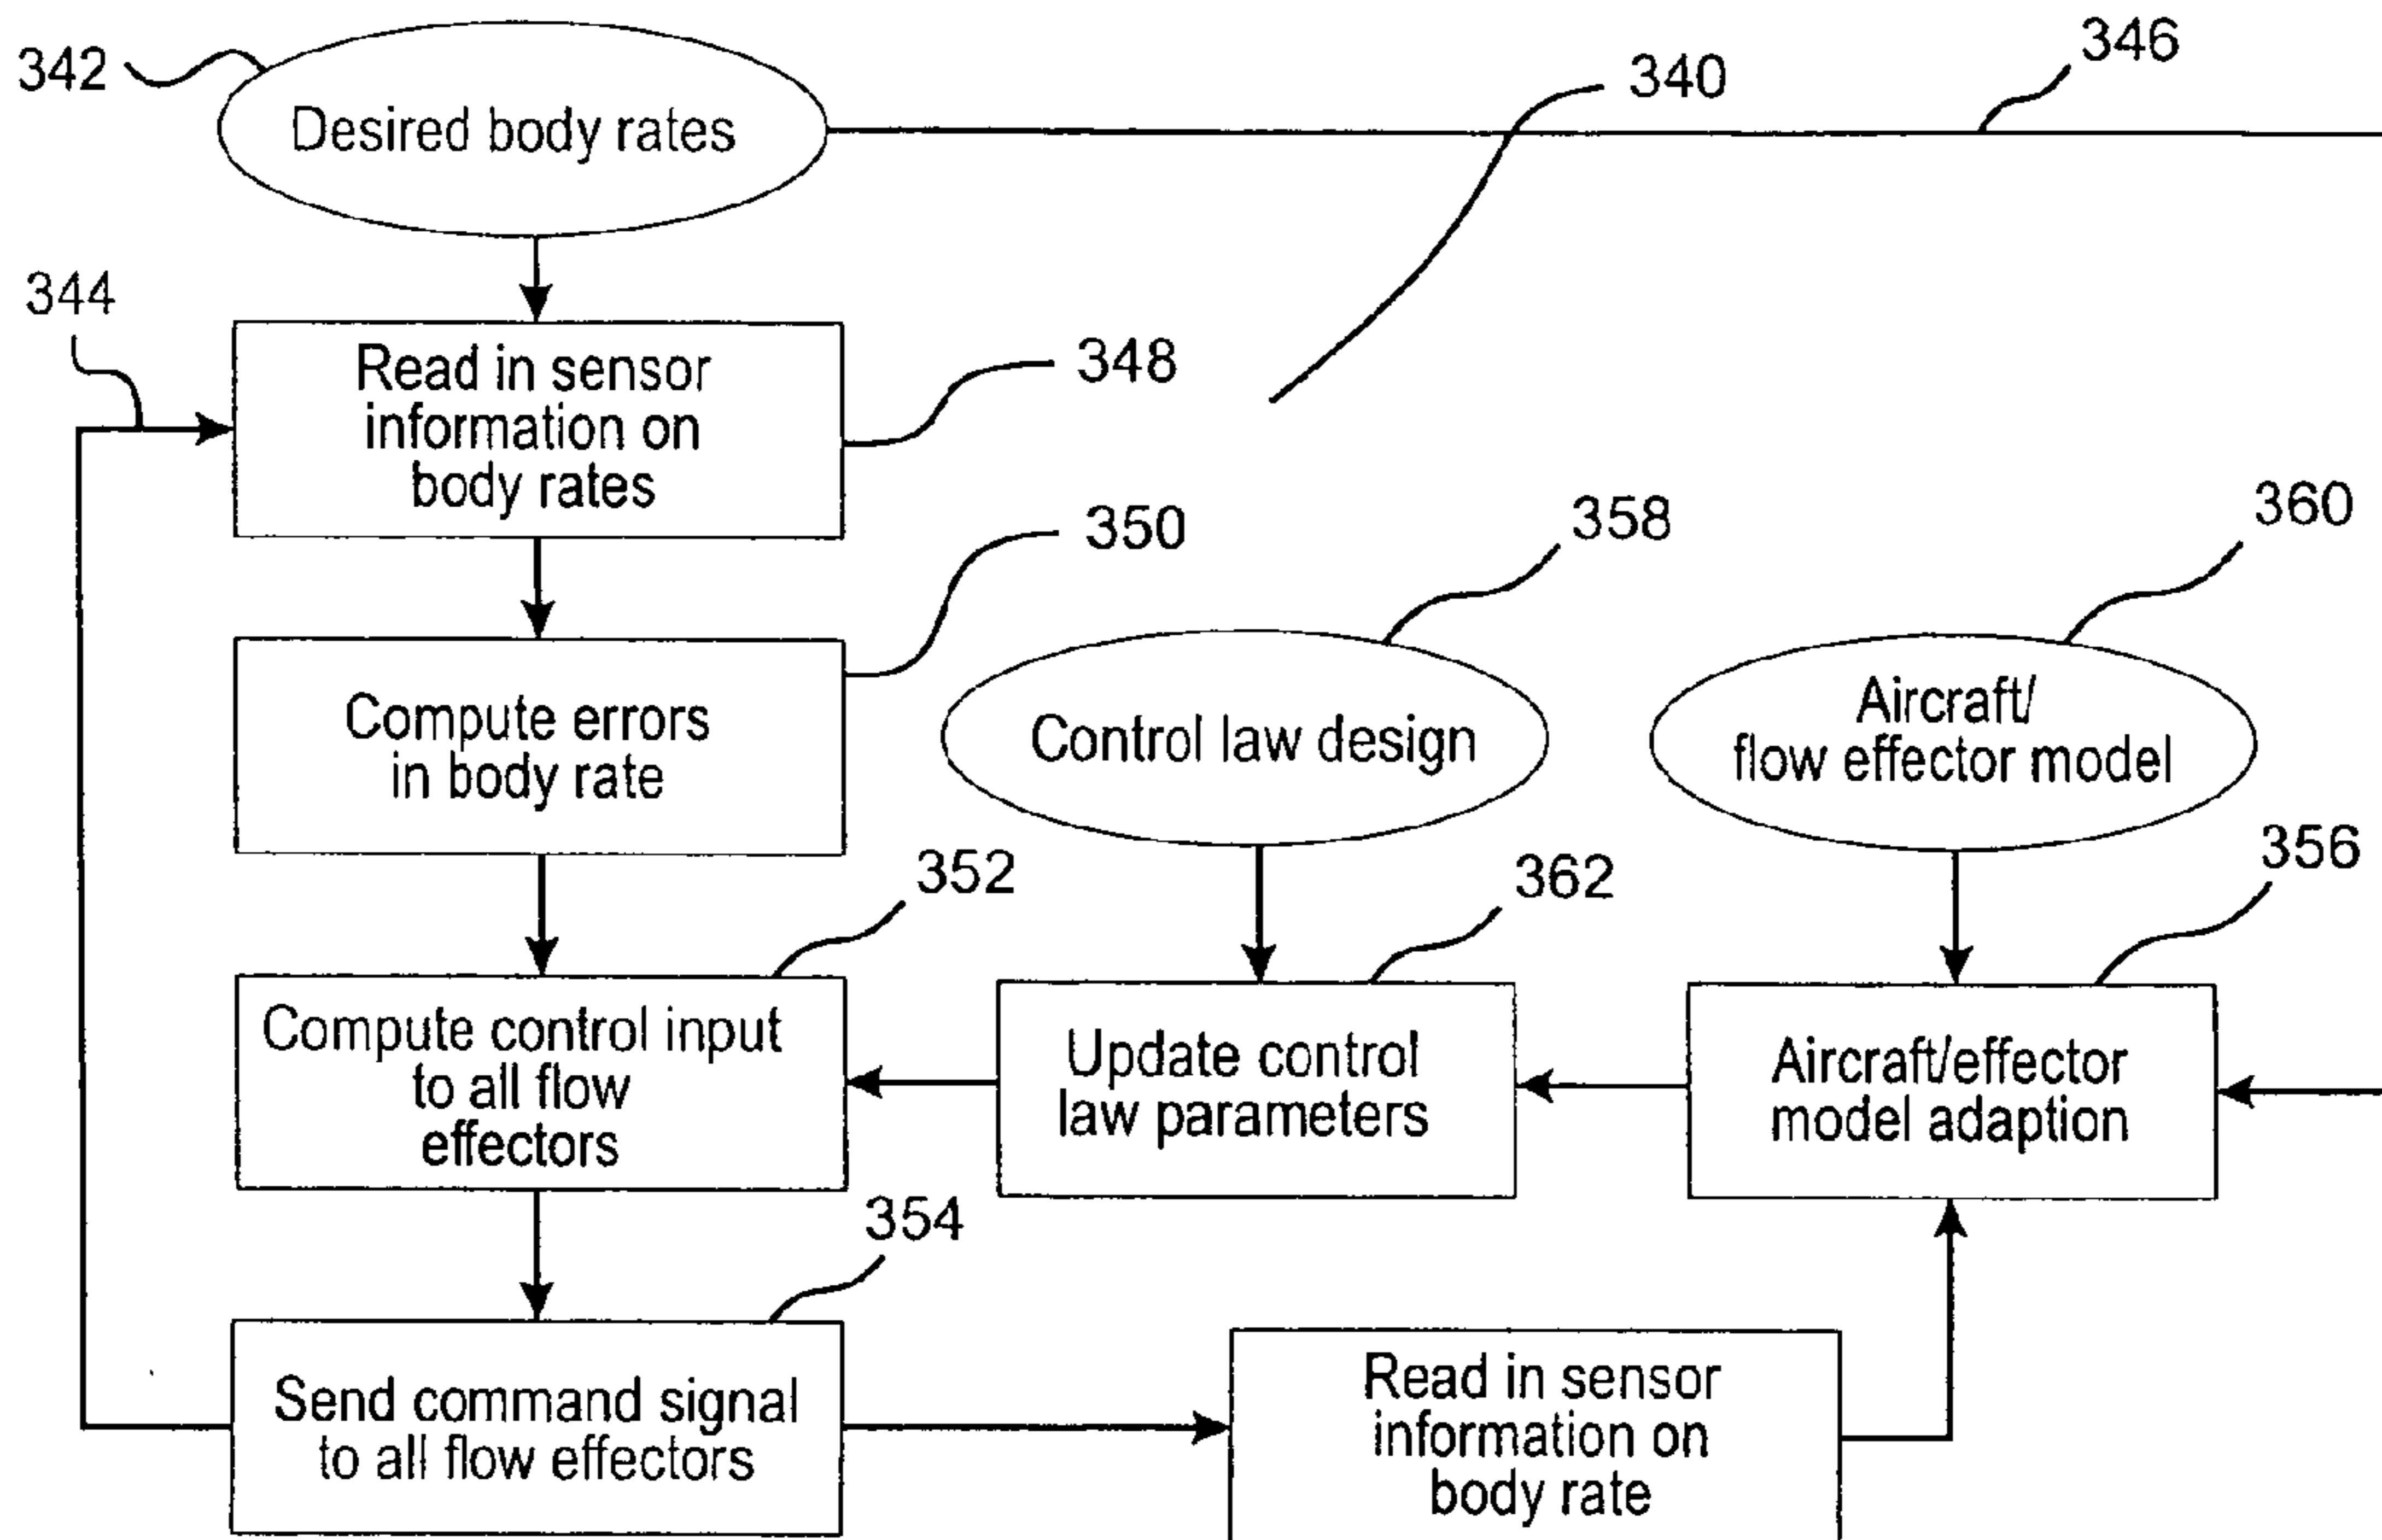 342
Desired body rates
340
346
344
Read in sensor
information on
body rates
348
350
Compute errors
in body rate
358
Control law design
360
Aircraft/
flow effector model
352
Compute control input
to all flow
effectors
362
Update control
law parameters
356
Aircraft/effector
model adaption
354
Send command signal
to all flow effectors
Read in sensor
information on
body rate